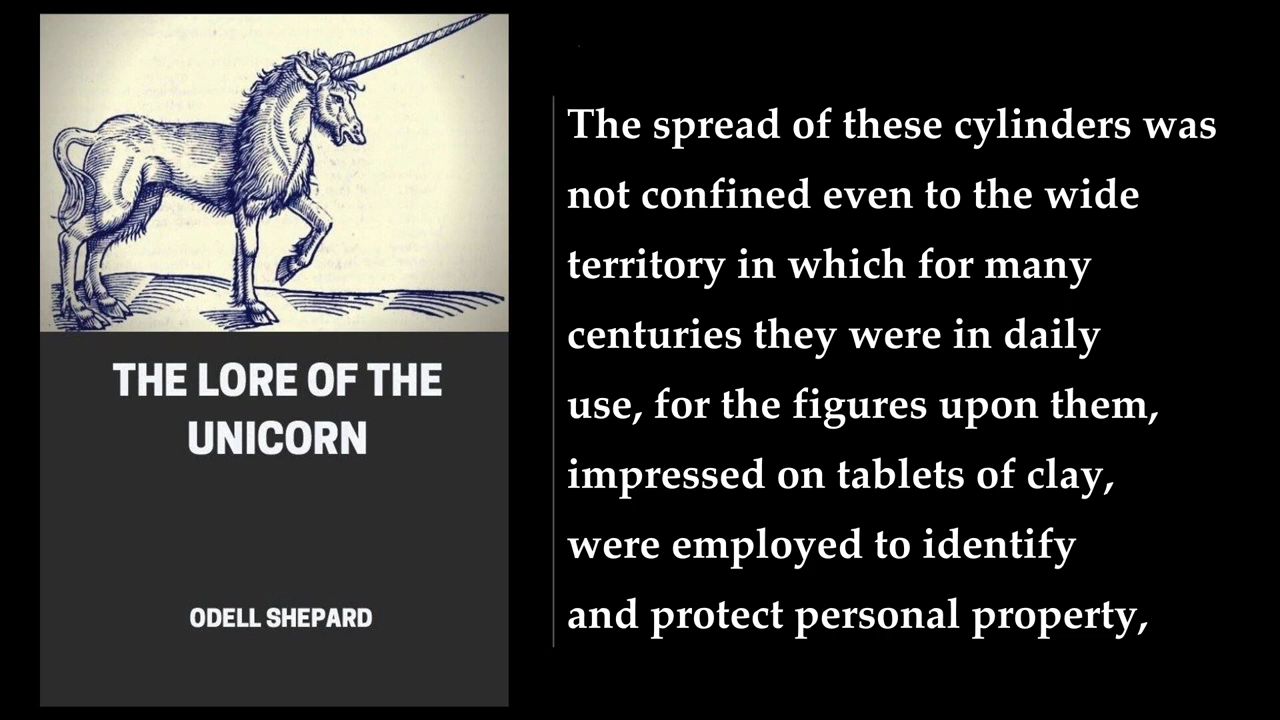 THE LORE OF THE
UNICORN
ODELL SHEPARD
The spread of these cylinders was
not confined even to the wide
territory in which for many
centuries they were in daily
use, for the figures upon them,
impressed on tablets of clay,
were employed to identify
and protect personal property,